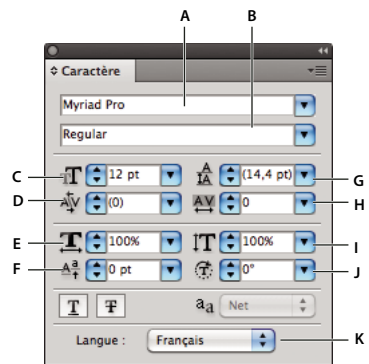 A B
Caractère
Myriad Pro
Regular
C 12 pt (14,4 pt) G
D (0) 0 H
E 100% 100% I
F 0 pt 0° J
T T aa Net
Langue : Français K